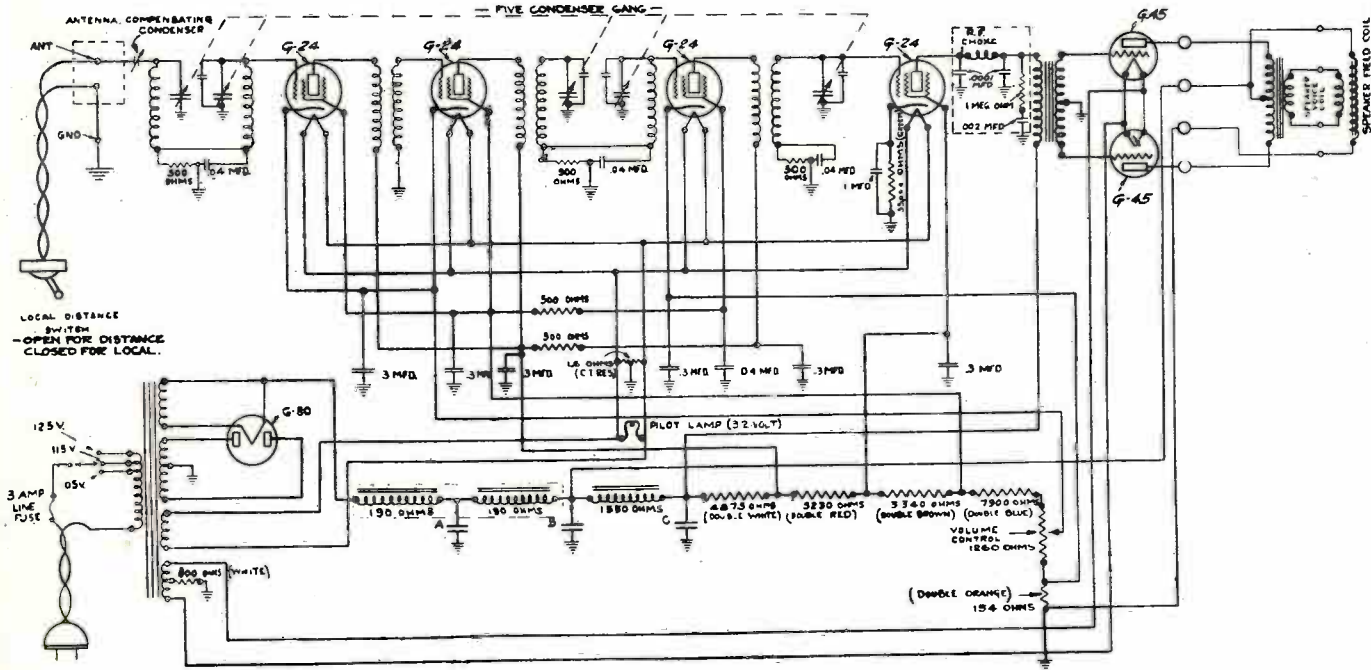 — FIVE CONDENSER GANG —
ANTENNA COMPENSATING
CONDENSER
ANT
GND
G-24
G-24
G-24
G-24
R.F.
CHOKE
.0001
MFD
1 MEG OHMS
.002 MFD
G-45
G-45
SPEAKER
VOICE
COIL
SPEAKER FIELD COIL
500
OHMS
.04 MFD.
500
OHMS
.04 MFD.
500
OHMS
.04 MFD
1 MFD
(GREEN)
LOCAL DISTANCE
SWITCH
—OPEN FOR DISTANCE
CLOSED FOR LOCAL.
500 OHMS
500 OHMS
(CT RES)
.3 MFD.
.3 MFD.
.3 MFD.
.04 MFD
.3 MFD.
.3 MFD
G-80
PILOT LAMP (3.2 VOLT)
125V.
115V.
3 AMP
LINE
FUSE
190 OHMS
190 OHMS
1550 OHMS
A
B
C
4875 OHMS
(DOUBLE WHITE)
3230 OHMS
(DOUBLE RED)
3340 OHMS
(DOUBLE BROWN)
7900 OHMS
(DOUBLE BLUE)
VOLUME
CONTROL
1260 OHMS
(DOUBLE ORANGE)
154 OHMS
800 OHMS (WHITE)